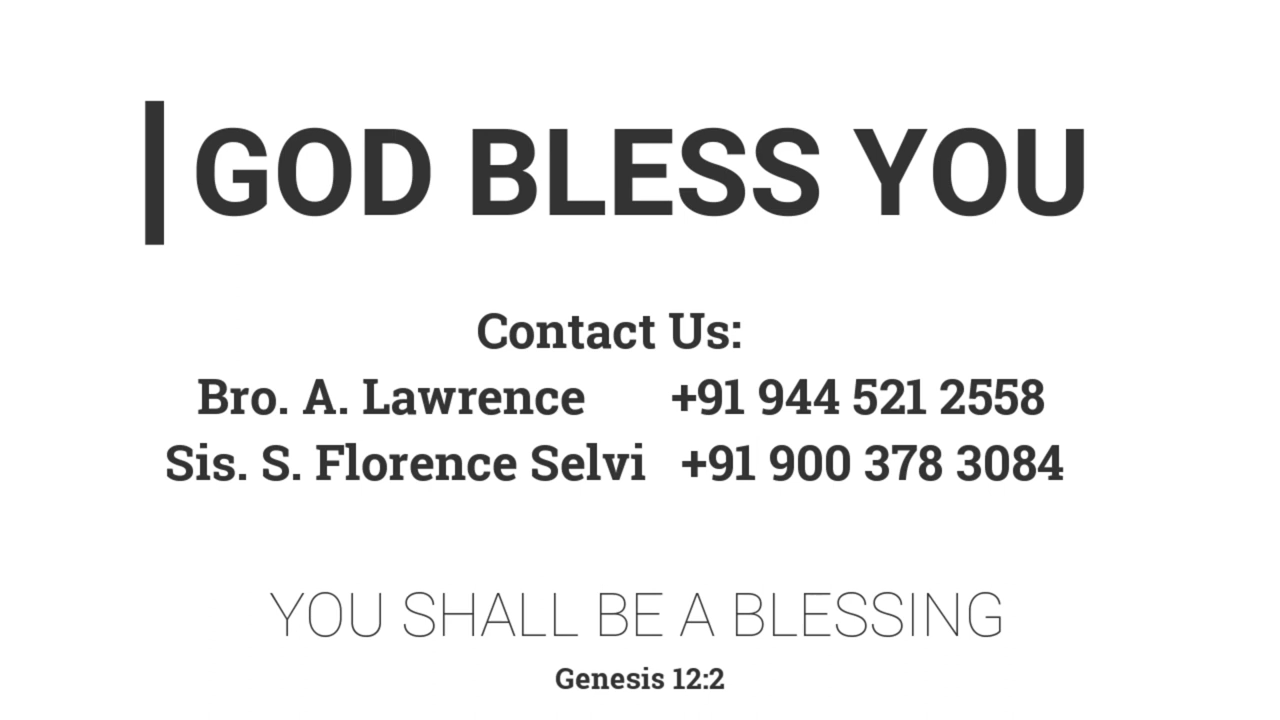 GOD BLESS YOU
Contact Us:
Bro. A. Lawrence +91 944 521 2558
Sis. S. Florence Selvi +91 900 378 3084
YOU SHALL BE A BLESSING
Genesis 12:2